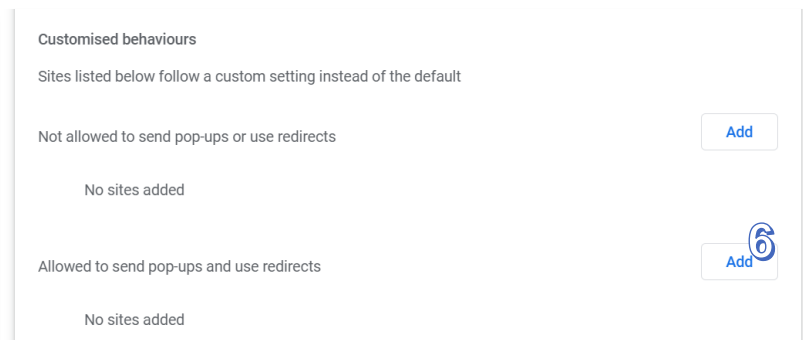 Customised behaviours
Sites listed below follow a custom setting instead of the default
Not allowed to send pop-ups or use redirects
Add
No sites added
6
Allowed to send pop-ups and use redirects
Add
No sites added